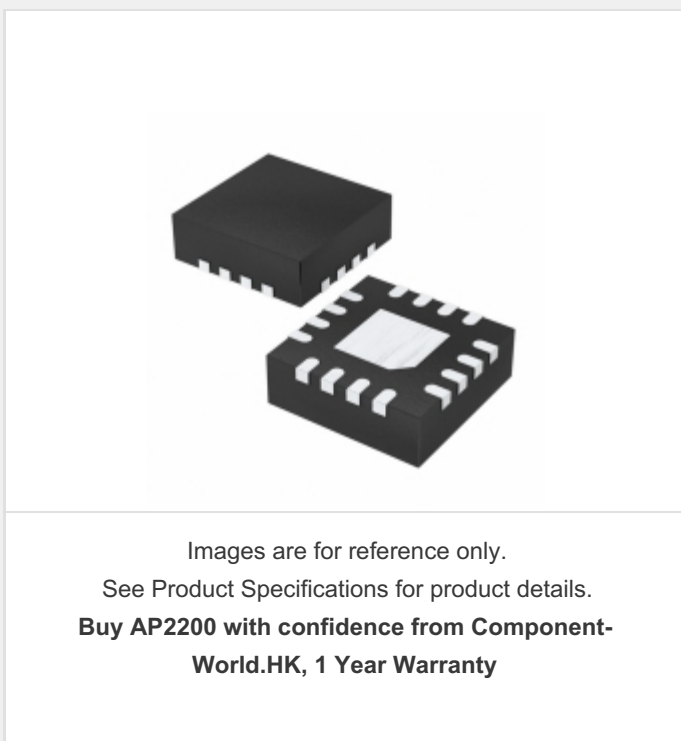 Images are for reference only.
See Product Specifications for product details.
Buy AP2200 with confidence from Component-
World.HK, 1 Year Warranty